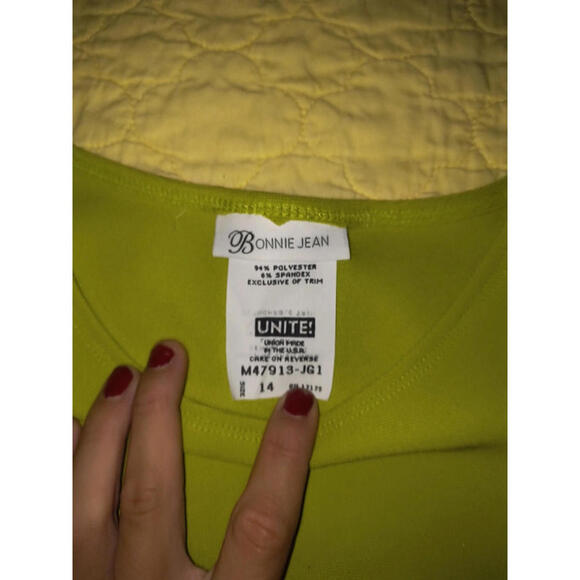 BONNIE JEAN
94% POLYESTER
6% SPANDEX
EXCLUSIVE OF TRIM
UNITE!
UNION MADE
IN THE U.S.A.
CARE ON REVERSE
M47913-JG1
SIZE 14